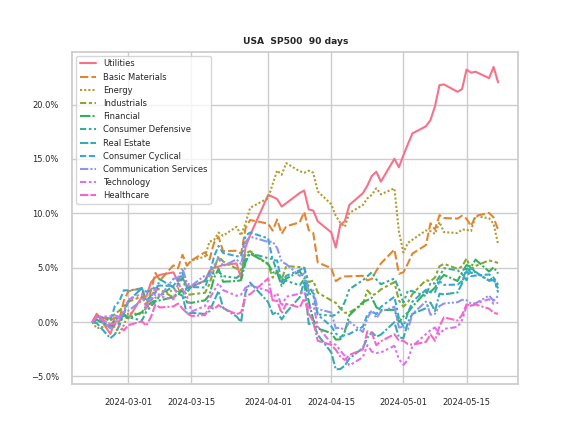 USA  SP500  90 days
Utilities
Basic Materials
Energy
Industrials
Financial
Consumer Defensive
Real Estate
Consumer Cyclical
Communication Services
Technology
Healthcare
20.0%
15.0%
10.0%
5.0%
0.0%
−5.0%
2024-03-01
2024-03-15
2024-04-01
2024-04-15
2024-05-01
2024-05-15